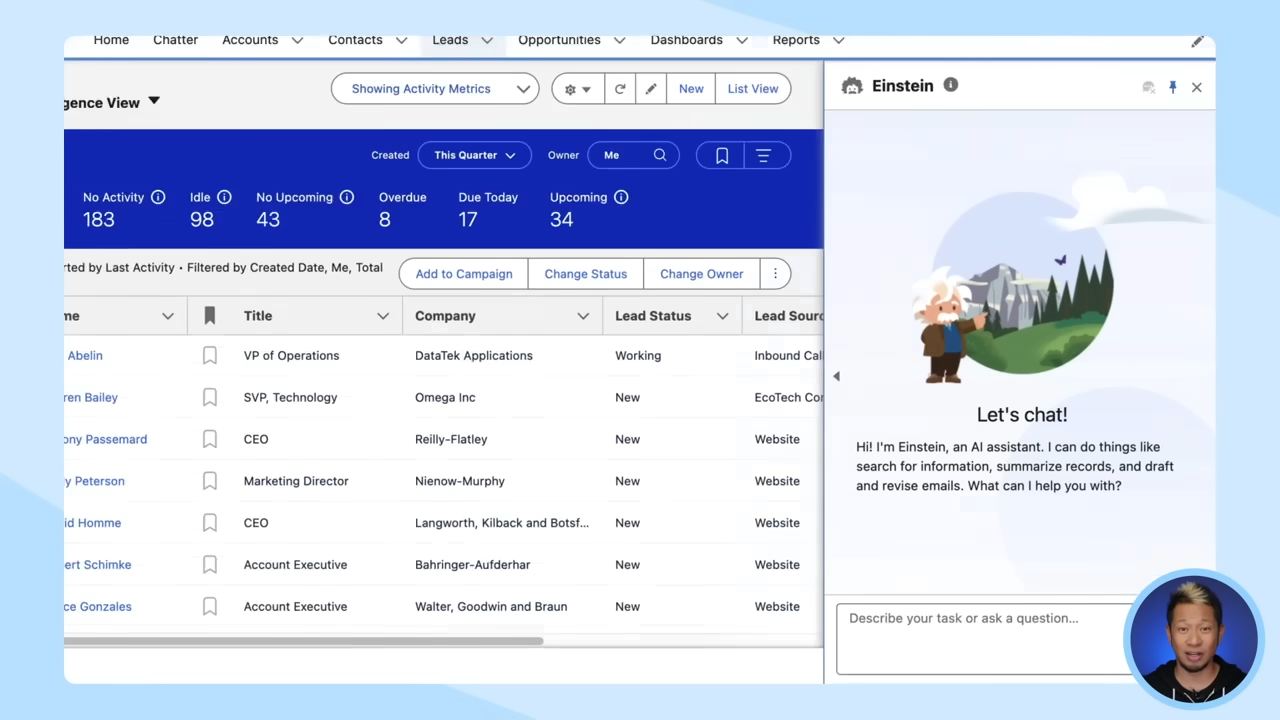 Home Chatter Accounts Contacts Leads Opportunities Dashboards Reports
gence View
Showing Activity Metrics
New
List View
Einstein
Created
This Quarter
Owner
Me
No Activity Idle No Upcoming Overdue Due Today Upcoming
183 98 43 8 17 34
rted by Last Activity • Filtered by Created Date, Me, Total
Add to Campaign
Change Status
Change Owner
me Title Company Lead Status Lead Sourc
Abelin VP of Operations DataTek Applications Working Inbound Cal
ren Bailey SVP, Technology Omega Inc New EcoTech Cor
ony Passemard CEO Reilly-Flatley New Website
y Peterson Marketing Director Nienow-Murphy New Website
id Homme CEO Langworth, Kilback and Botsf... New Website
ert Schimke Account Executive Bahringer-Aufderhar New Website
ce Gonzales Account Executive Walter, Goodwin and Braun New Website
Let's chat!
Hi! I'm Einstein, an AI assistant. I can do things like
search for information, summarize records, and draft
and revise emails. What can I help you with?
Describe your task or ask a question...